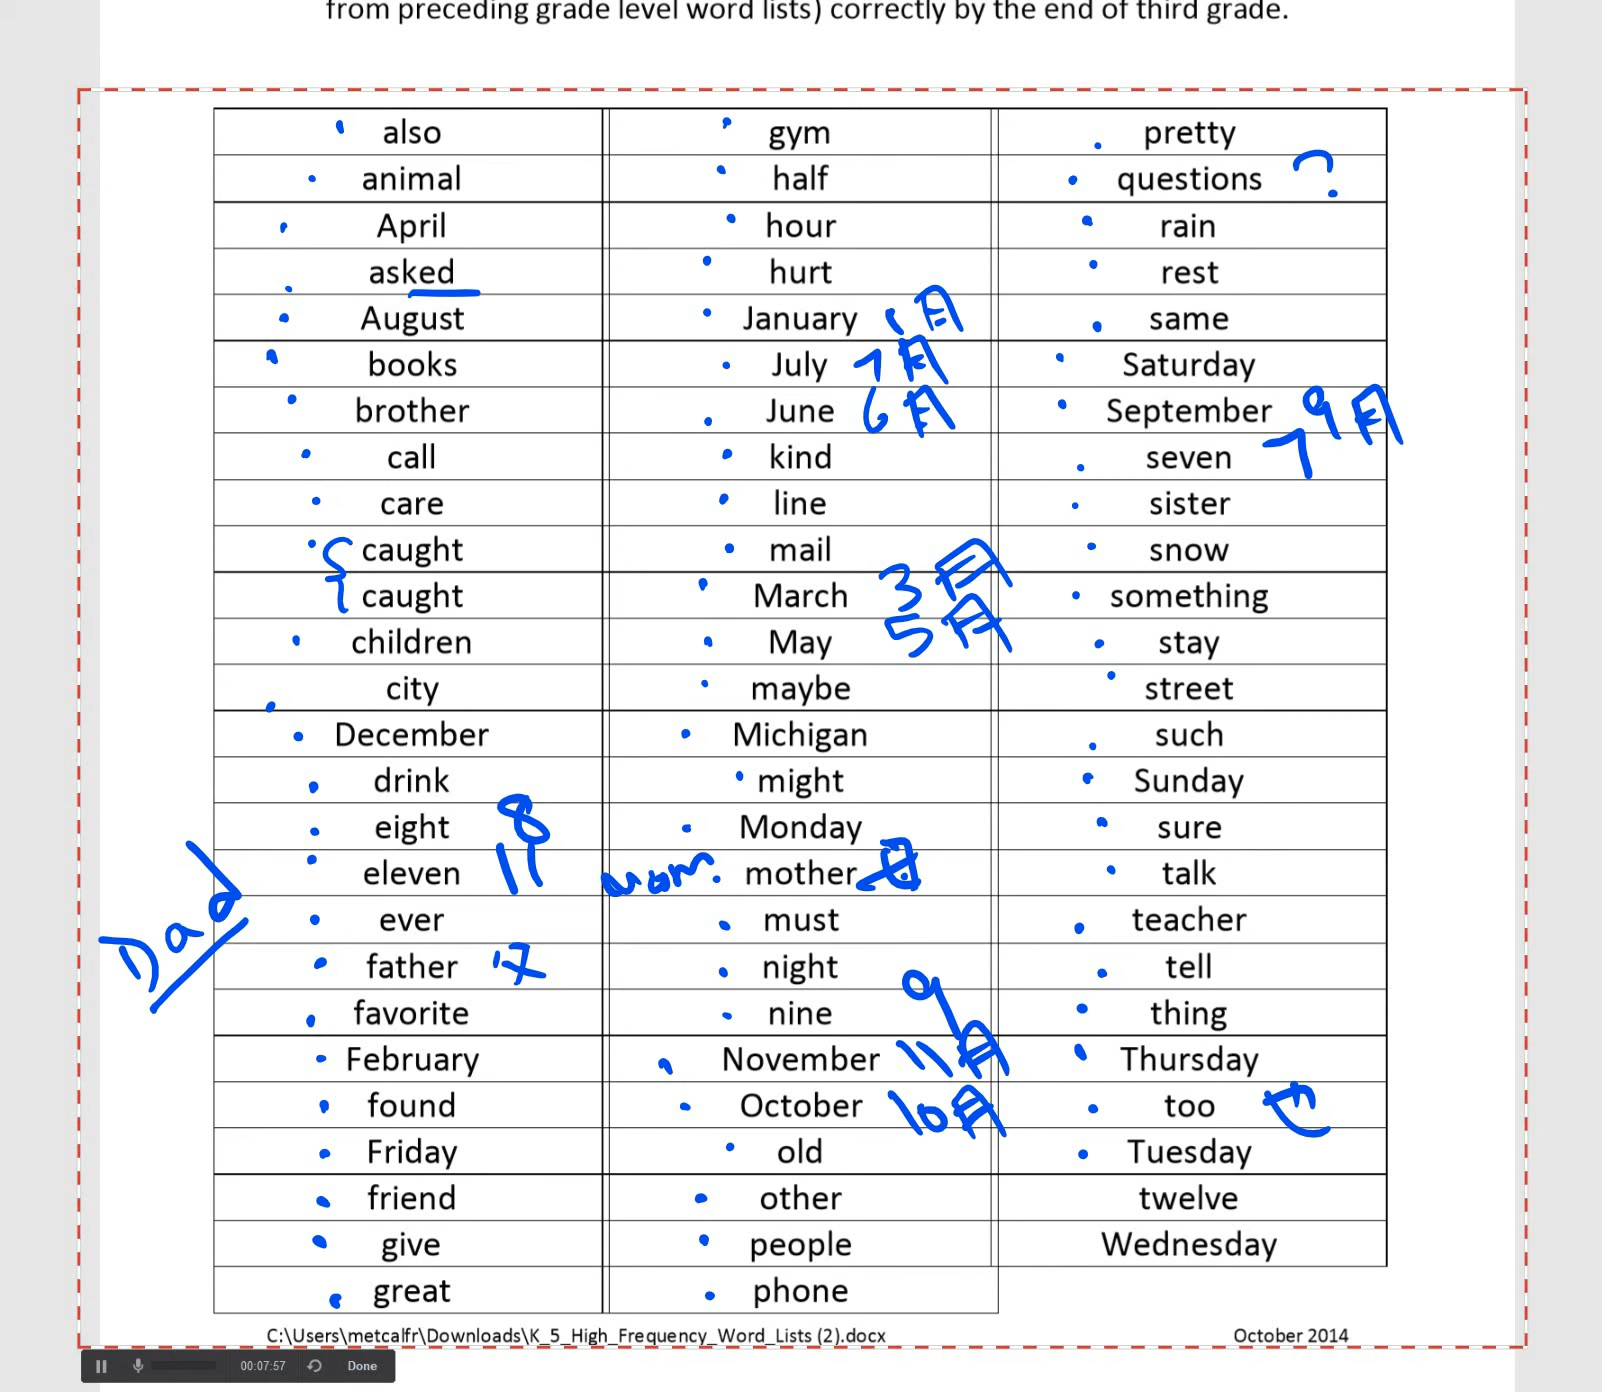 from preceding grade level word lists) correctly by the end of third grade.
also gym pretty
animal half questions ?
April hour rain
asked hurt rest
August January 1月 same
books July 7月 Saturday
brother June 6月 September 9月
call kind seven 7
care line sister
caught mail snow
caught March 3月 something
children May 5月 stay
city maybe street
December Michigan such
drink might Sunday
eight 8 Monday sure
eleven 11 mom mother talk
Dad
ever must teacher
father night tell
favorite nine 9 thing
February November 11月 Thursday
found October 10月 too
Friday old Tuesday
friend other twelve
give people Wednesday
great phone
C:\Users\metcalfr\Downloads\K_5_High_Frequency_Word_Lists (2).docx October 2014
00:07:57 Done